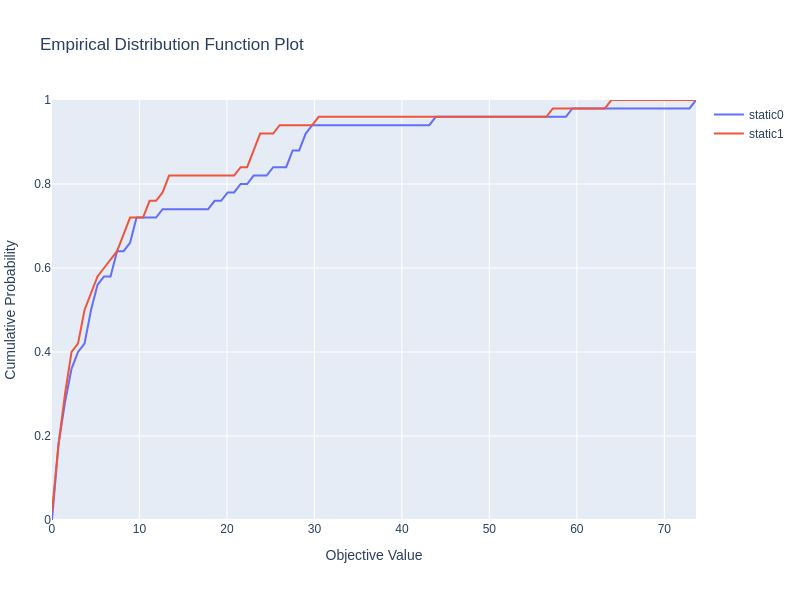 Empirical Distribution Function Plot
1
0.8
0.6
0.4
0.2
0
0 10 20 30 40 50 60 70
Objective Value
Cumulative Probability
static0
static1